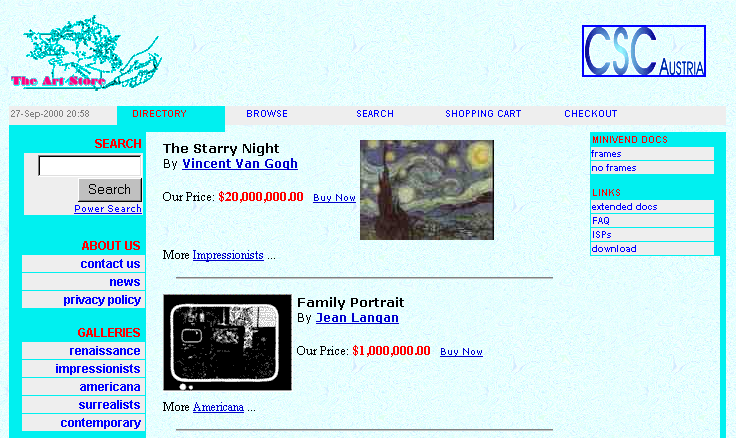 The Art Store
CSC AUSTRIA
27-Sep-2000 20:58 DIRECTORY BROWSE SEARCH SHOPPING CART CHECKOUT
SEARCH
Search
Power Search
ABOUT US
contact us
news
privacy policy
GALLERIES
renaissance
impressionists
americana
surrealists
contemporary
The Starry Night
By Vincent Van Gogh
Our Price: $20,000,000.00 Buy Now
More Impressionists ...
Family Portrait
By Jean Langan
Our Price: $1,000,000.00 Buy Now
More Americana ...
MINIVEND DOCS
frames
no frames
LINKS
extended docs
FAQ
ISPs
download